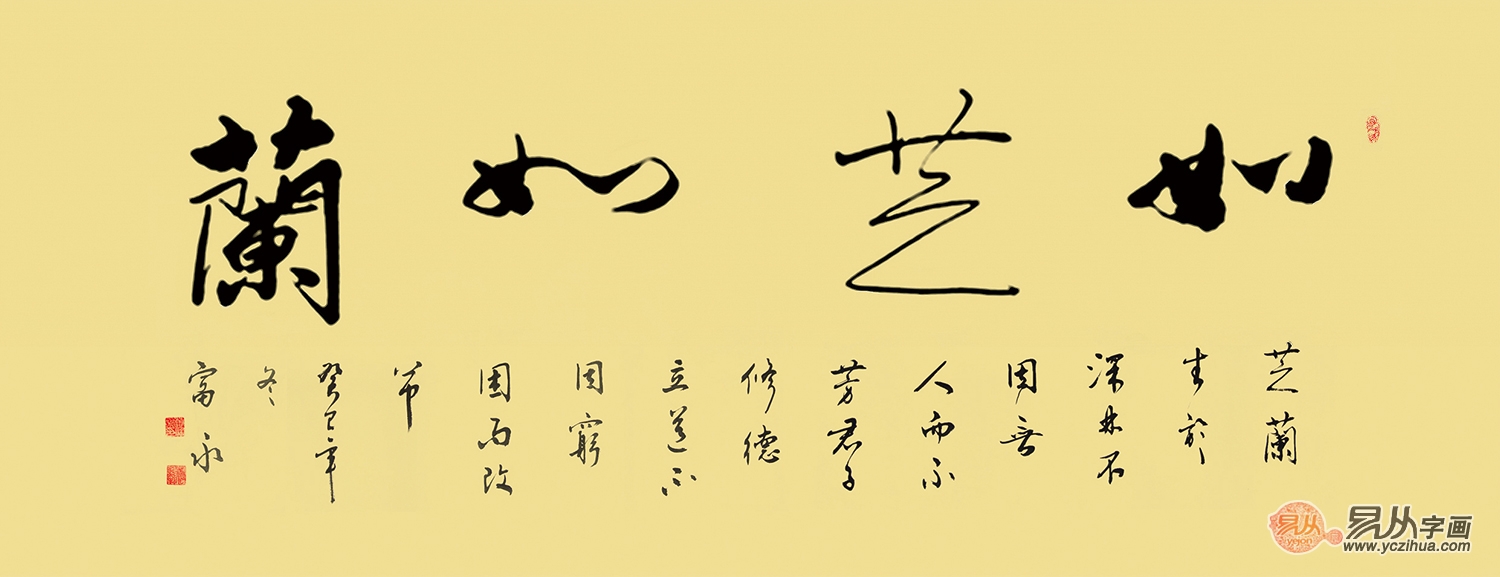 如芝如蘭
芝蘭
生於
深林不
因無
人而不
芳君子
修德
立道不
因窮
困而改
節
癸巳年
冬
富永
易从
yejon
易从字画
www.yczihua.com